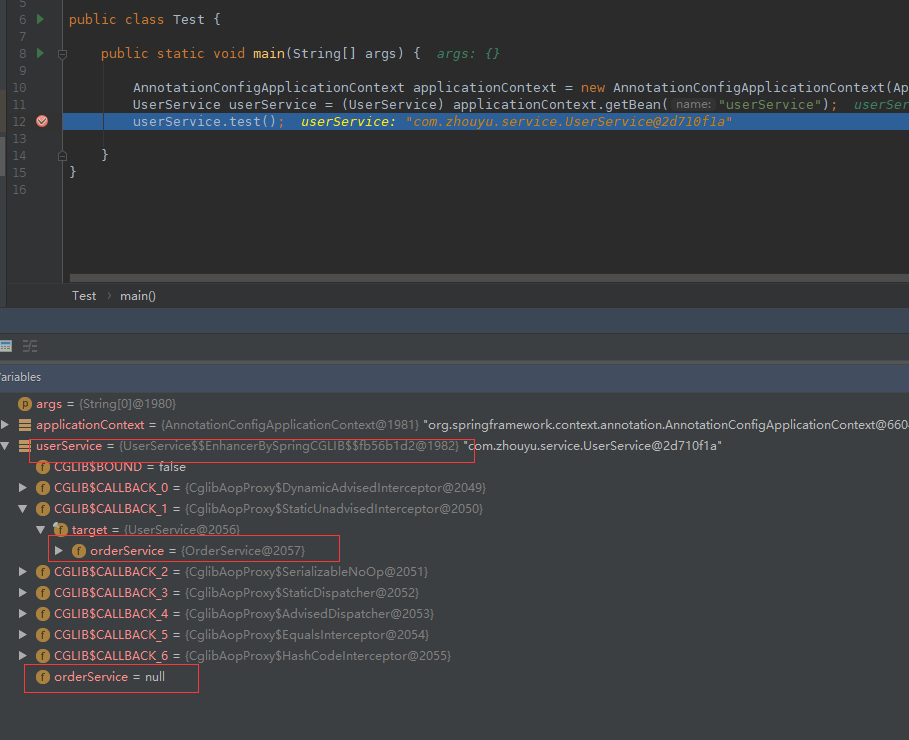 5
6 public class Test {
7
8 public static void main(String[] args) { args: {}
9
10 AnnotationConfigApplicationContext applicationContext = new AnnotationConfigApplicationContext(Ap
11 UserService userService = (UserService) applicationContext.getBean( name: "userService"); userSer
12 userService.test(); userService: "com.zhouyu.service.UserService@2d710f1a"
13
14 }
15 }
16
Test › main()
Variables
p args = {String[0]@1980}
applicationContext = {AnnotationConfigApplicationContext@1981} "org.springframework.context.annotation.AnnotationConfigApplicationContext@6604
userService = {UserService$$EnhancerBySpringCGLIB$$fb56b1d2@1982} "com.zhouyu.service.UserService@2d710f1a"
f CGLIB$BOUND = false
f CGLIB$CALLBACK_0 = {CglibAopProxy$DynamicAdvisedInterceptor@2049}
f CGLIB$CALLBACK_1 = {CglibAopProxy$StaticUnadvisedInterceptor@2050}
f target = {UserService@2056}
f orderService = {OrderService@2057}
f CGLIB$CALLBACK_2 = {CglibAopProxy$SerializableNoOp@2051}
f CGLIB$CALLBACK_3 = {CglibAopProxy$StaticDispatcher@2052}
f CGLIB$CALLBACK_4 = {CglibAopProxy$AdvisedDispatcher@2053}
f CGLIB$CALLBACK_5 = {CglibAopProxy$EqualsInterceptor@2054}
f CGLIB$CALLBACK_6 = {CglibAopProxy$HashCodeInterceptor@2055}
f orderService = null